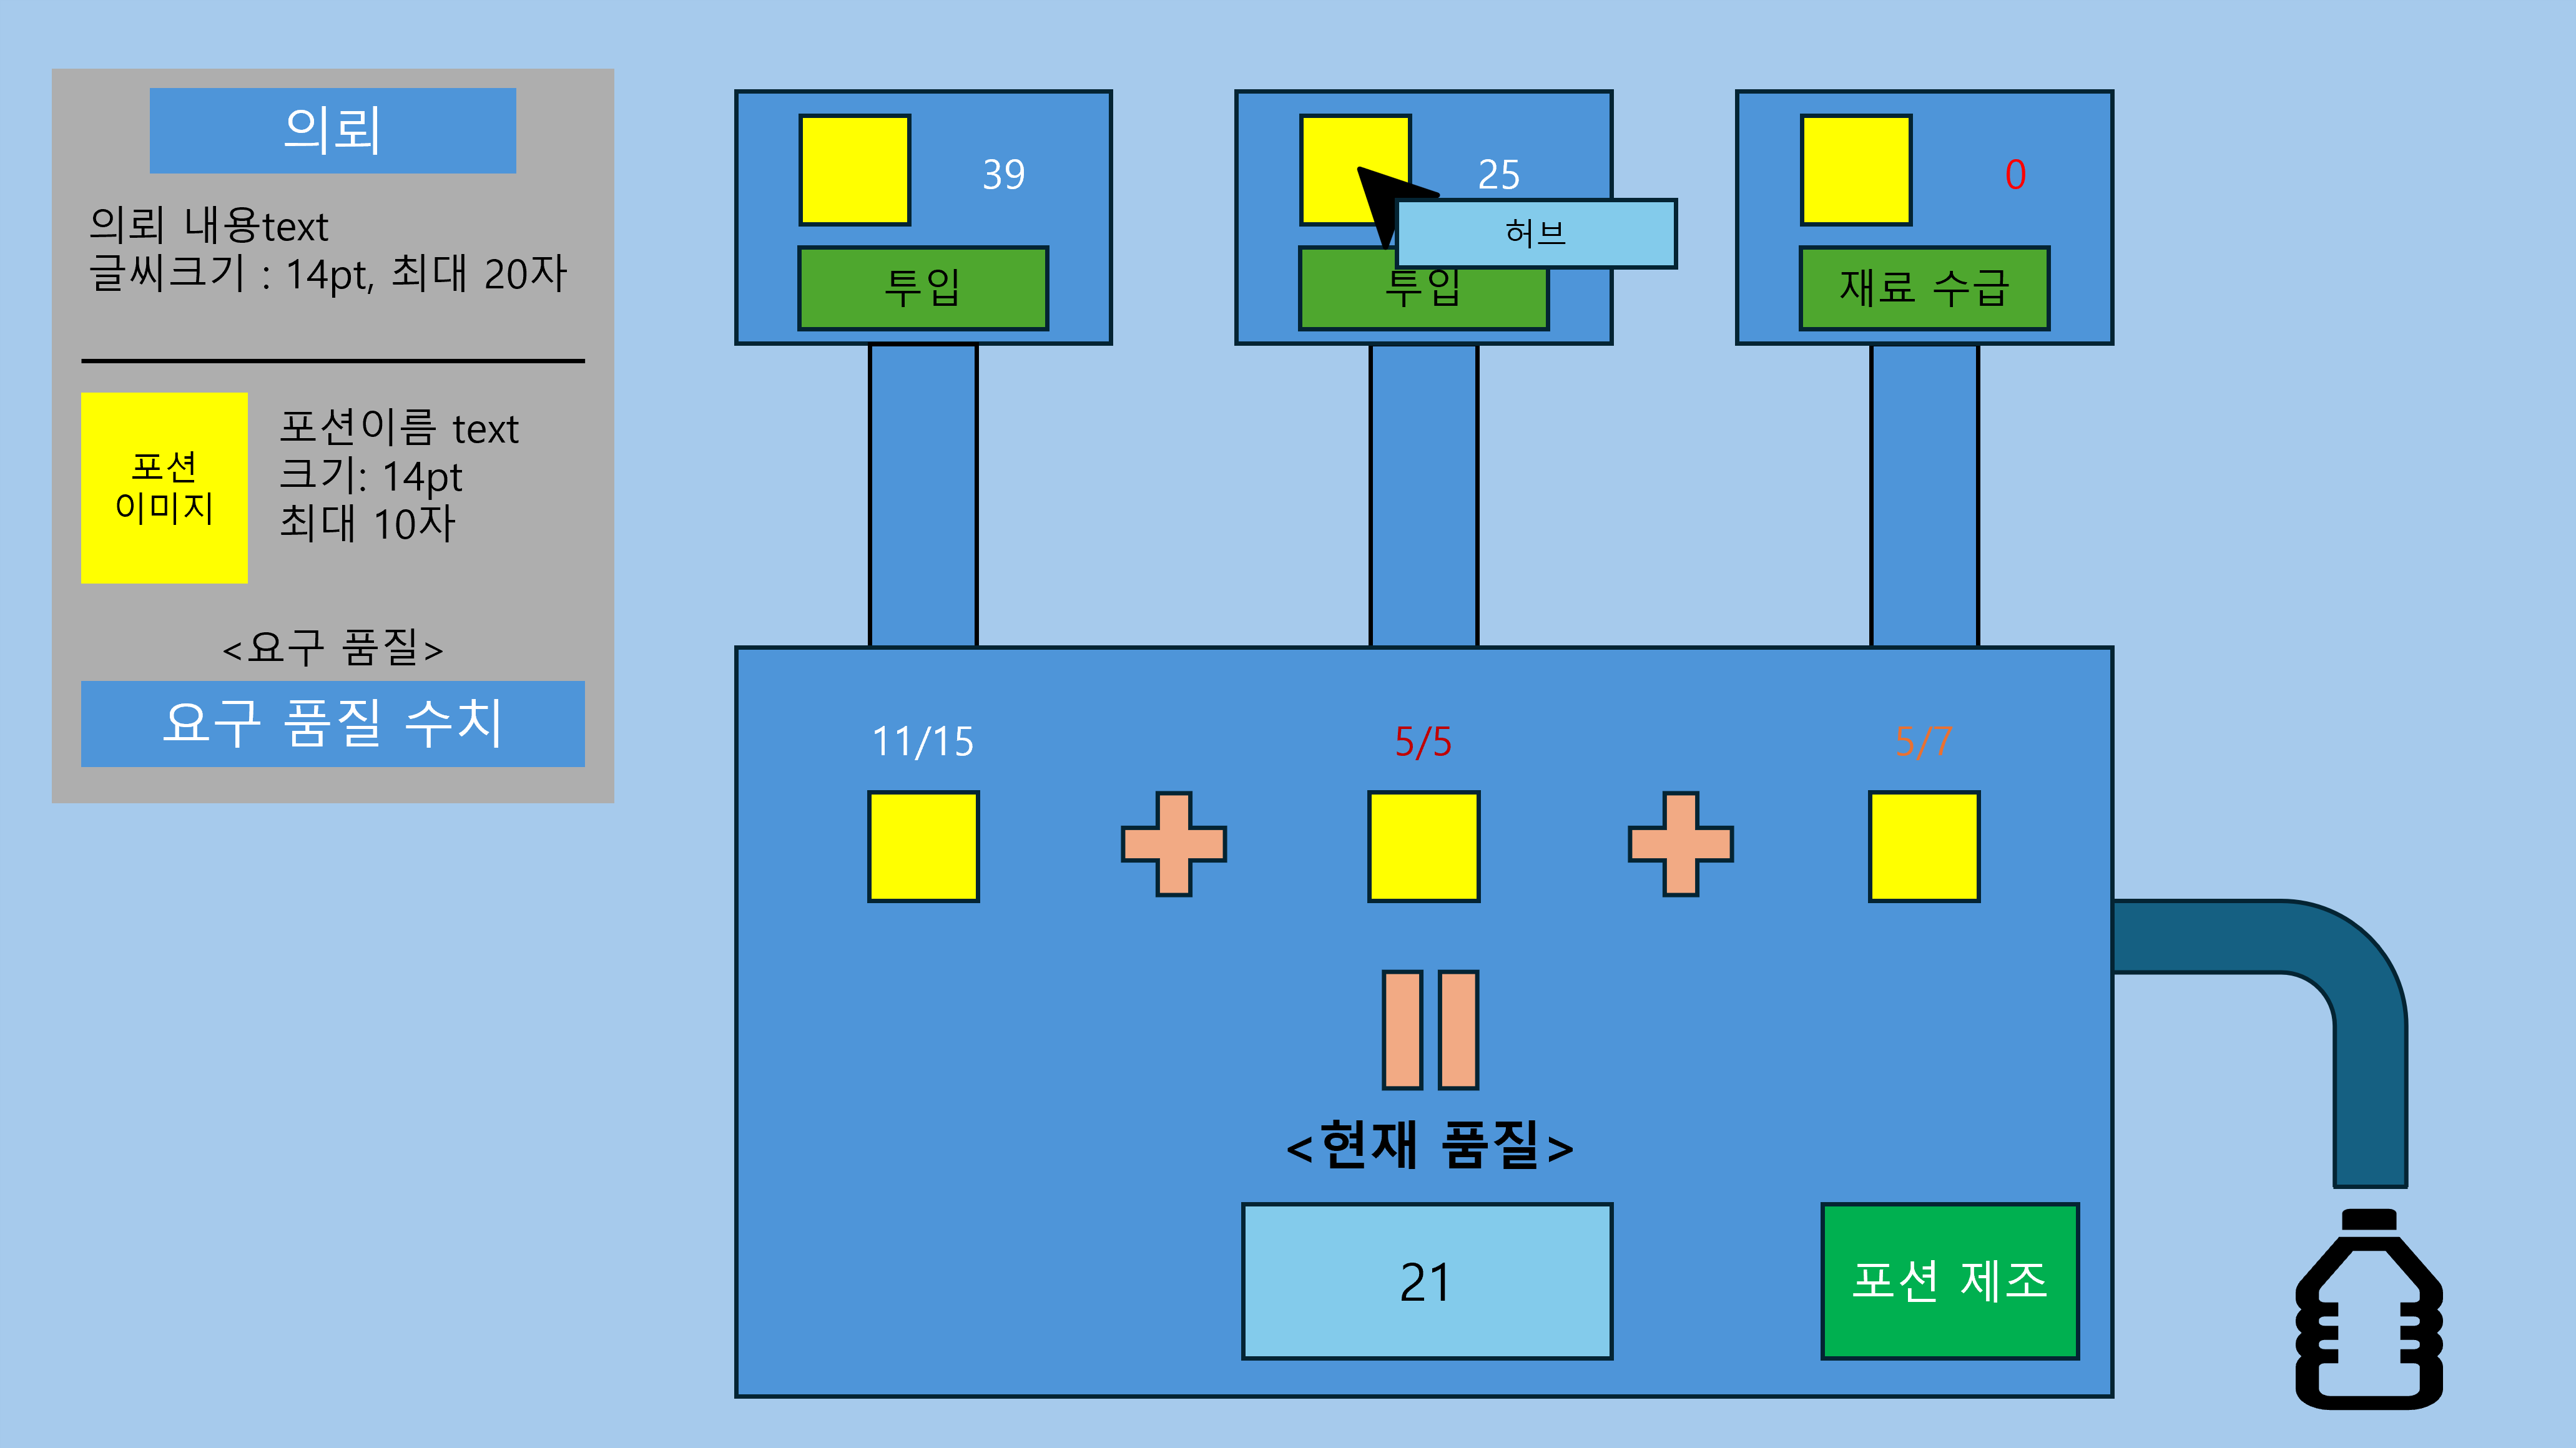 의뢰
의뢰 내용text
글씨크기 : 14pt, 최대 20자
포션
이미지
포션이름 text
크기: 14pt
최대 10자
<요구 품질>
요구 품질 수치
39
투입
25
허브
투입
0
재료 수급
11/15
5/5
5/7
<현재 품질>
21
포션 제조